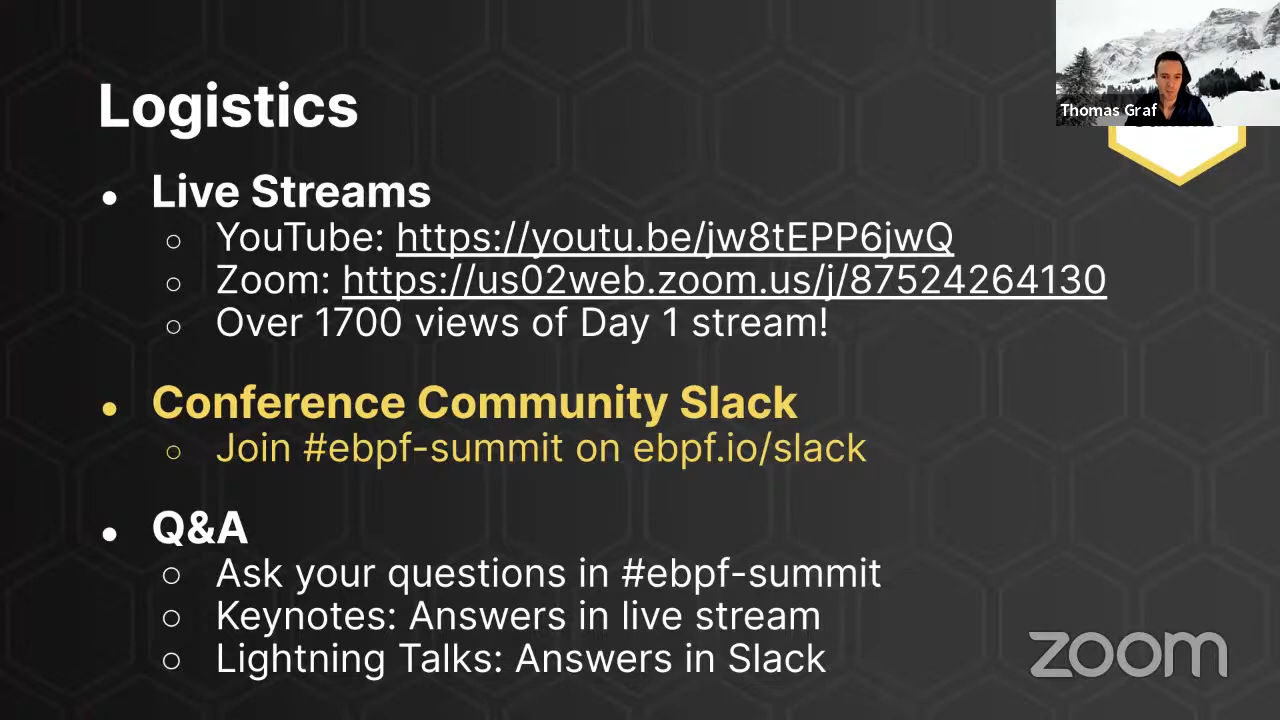 Logistics
Thomas Graf
● Live Streams
○ YouTube: https://youtu.be/jw8tEPP6jwQ
○ Zoom: https://us02web.zoom.us/j/87524264130
○ Over 1700 views of Day 1 stream!
● Conference Community Slack
○ Join #ebpf-summit on ebpf.io/slack
● Q&A
○ Ask your questions in #ebpf-summit
○ Keynotes: Answers in live stream
○ Lightning Talks: Answers in Slack
zoom